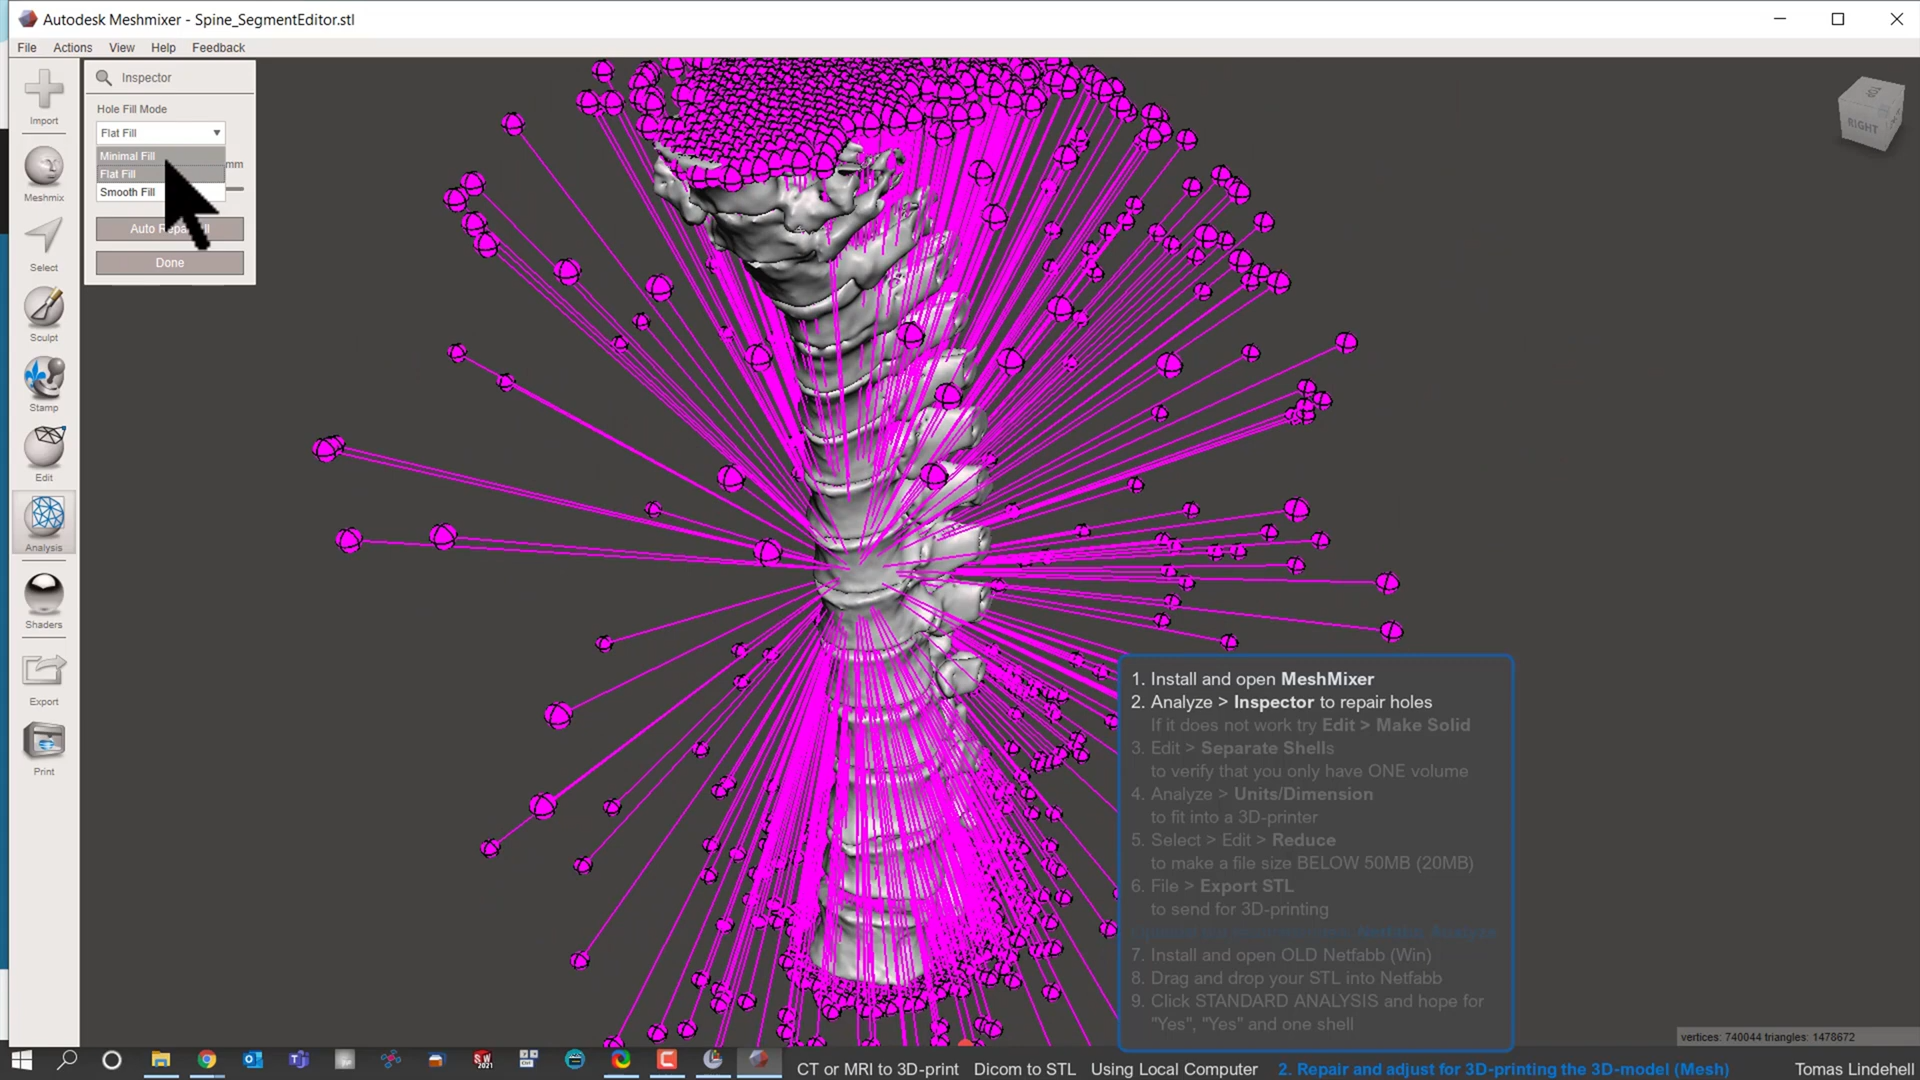 Autodesk Meshmixer - Spine_SegmentEditor.stl
File Actions View Help Feedback
Import
Meshmix
Select
Sculpt
Stamp
Edit
Analysis
Shaders
Export
Print
Inspector
Hole Fill Mode
Flat Fill
Minimal Fill
mm
Flat Fill
Smooth Fill
Auto
Done
RIGHT
1. Install and open MeshMixer
2. Analyze > Inspector to repair holes
If it does not work try Edit > Make Solid
3. Edit > Separate Shells
to verify that you only have ONE volume
4. Analyze > Units/Dimension
to fit into a 3D-printer
5. Select > Edit > Reduce
to make a file size BELOW 50MB (20MB)
6. File > Export STL
to send for 3D-printing
7. Install and open OLD Netfabb (Win)
8. Drag and drop your STL into Netfabb
9. Click STANDARD ANALYSIS and hope for
"Yes", "Yes" and one shell
vertices: 740044 triangles: 1478672
CT or MRI to 3D-print Dicom to STL Using Local Computer 2. Repair and adjust for 3D-printing the 3D-model (Mesh) Tomas Lindehell